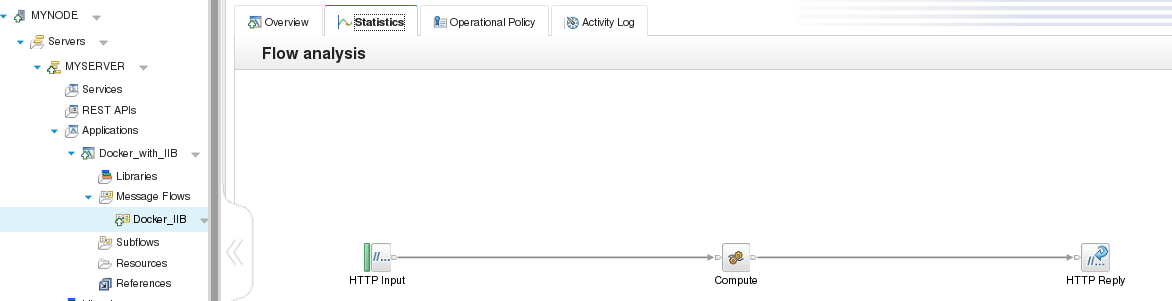 MYNODE
Servers
MYSERVER
Services
REST APIs
Applications
Docker_with_IIB
Libraries
Message Flows
Docker_IIB
Subflows
Resources
References
Overview
Statistics
Operational Policy
Activity Log
Flow analysis
HTTP Input
Compute
HTTP Reply